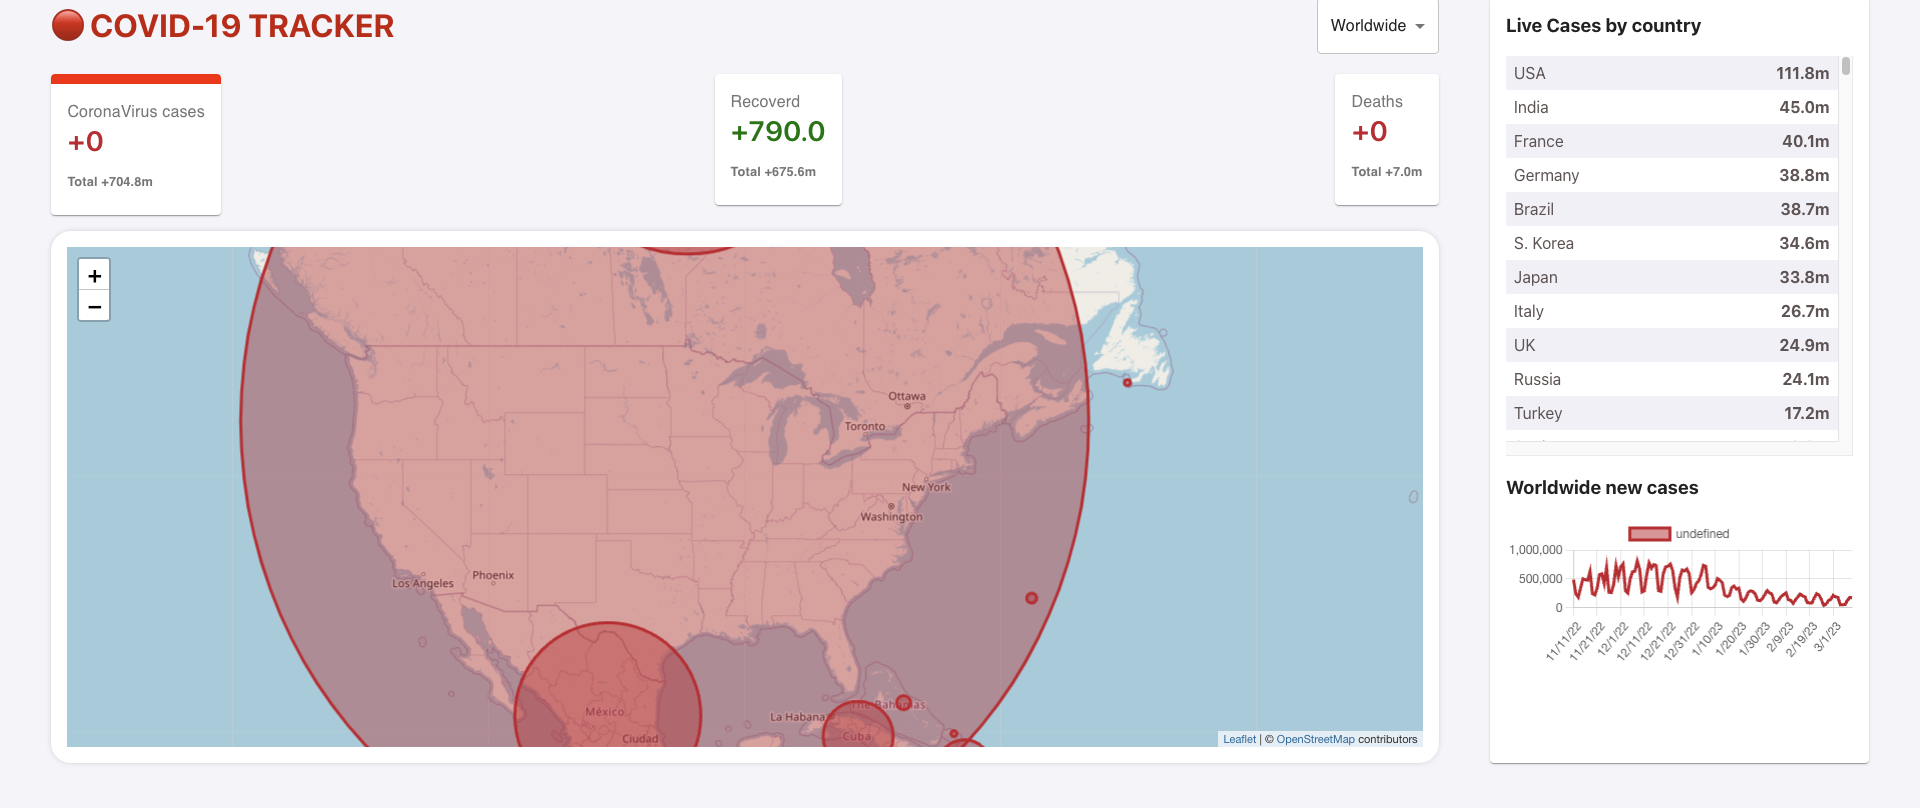 COVID-19 TRACKER
Worldwide
CoronaVirus cases
+0
Total +704.8m
Recoverd
+790.0
Total +675.6m
Deaths
+0
Total +7.0m
+
−
Ottawa
Toronto
New York
Washington
Los Angeles
Phoenix
México
Ciudad
La Habana
The Bahamas
Cuba
Leaflet | © OpenStreetMap contributors
Live Cases by country
USA 111.8m
India 45.0m
France 40.1m
Germany 38.8m
Brazil 38.7m
S. Korea 34.6m
Japan 33.8m
Italy 26.7m
UK 24.9m
Russia 24.1m
Turkey 17.2m
Worldwide new cases
undefined
1,000,000
500,000
0
11/11/22
11/21/22
12/1/22
12/11/22
12/21/22
12/31/22
1/10/23
1/20/23
1/30/23
2/9/23
2/19/23
3/1/23